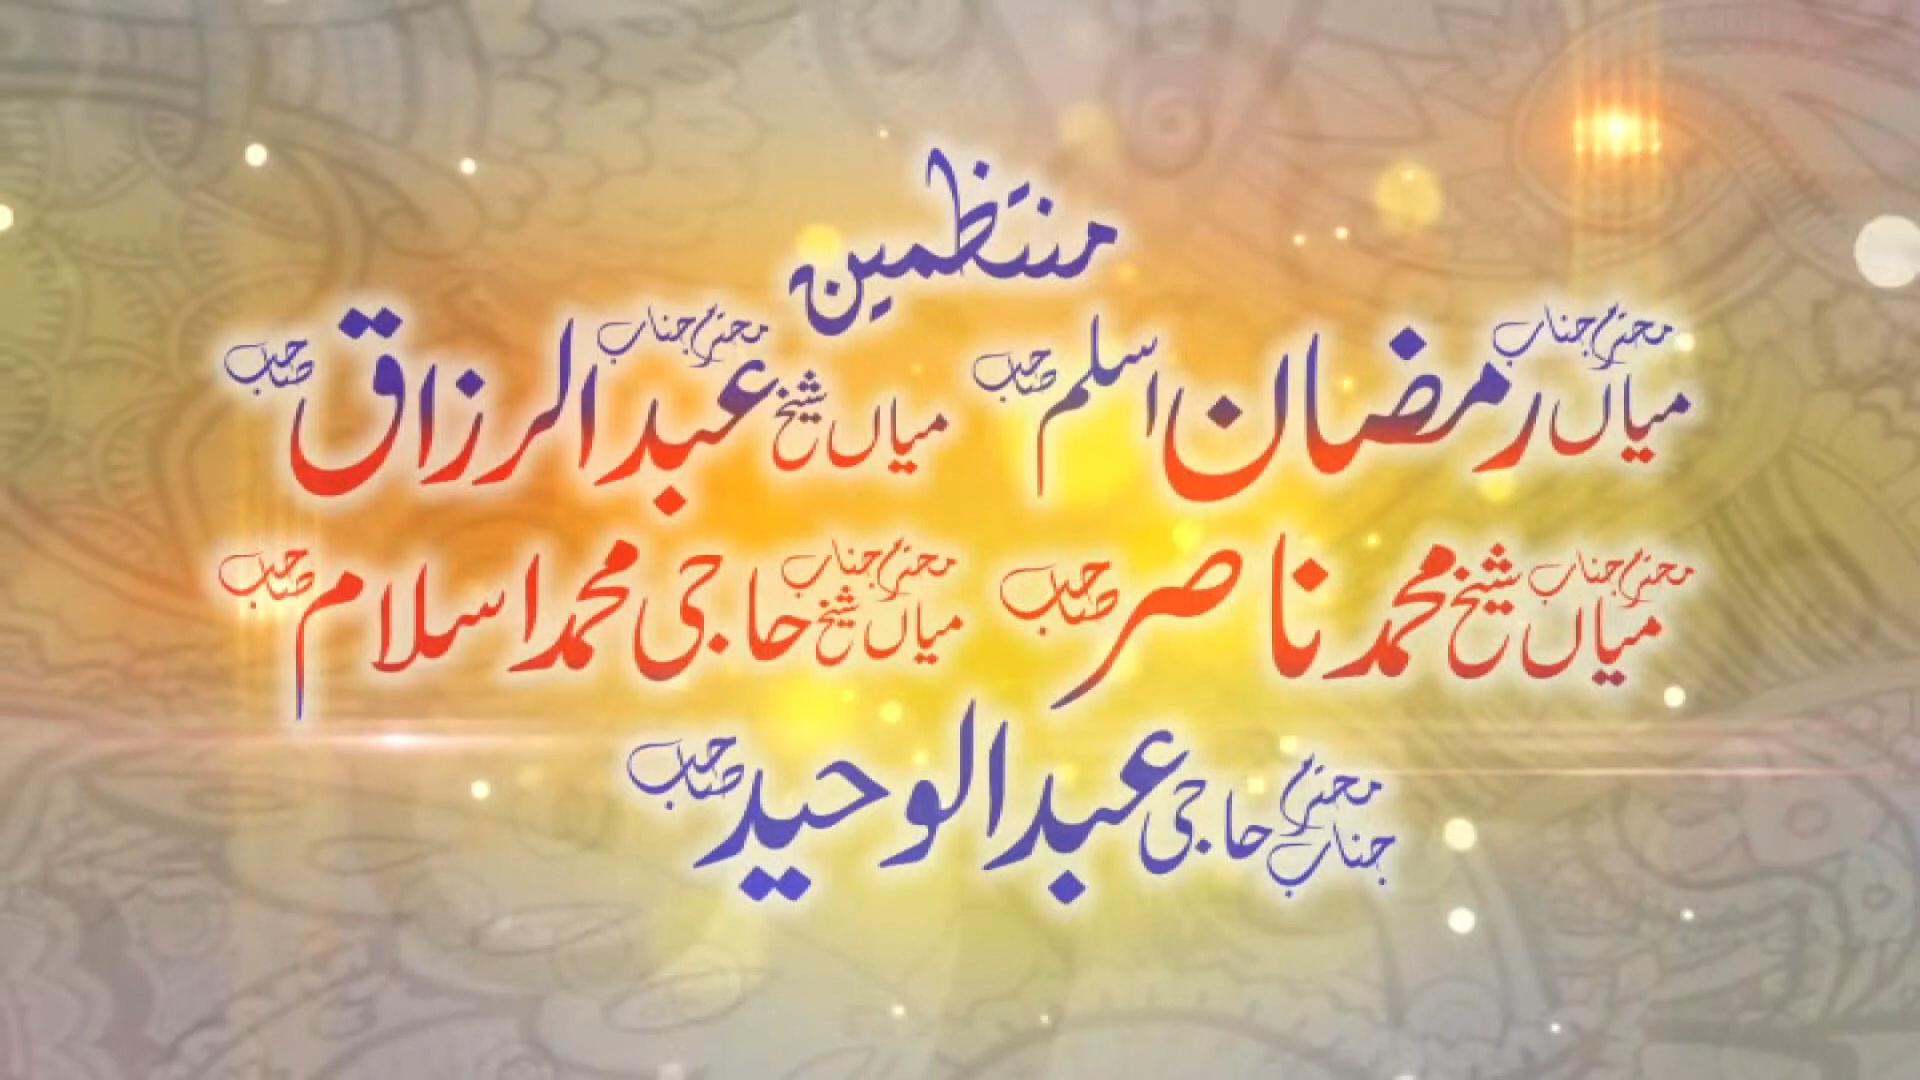 منتظمین
محترم جناب میاں رمضان اسلم صاحب محترم جناب میاں شیخ عبدالرزاق صاحب
محترم جناب میاں شیخ محمد ناصر صاحب محترم جناب میاں شیخ حاجی محمد اسلام صاحب
محترم جناب حاجی عبدالوحید صاحب